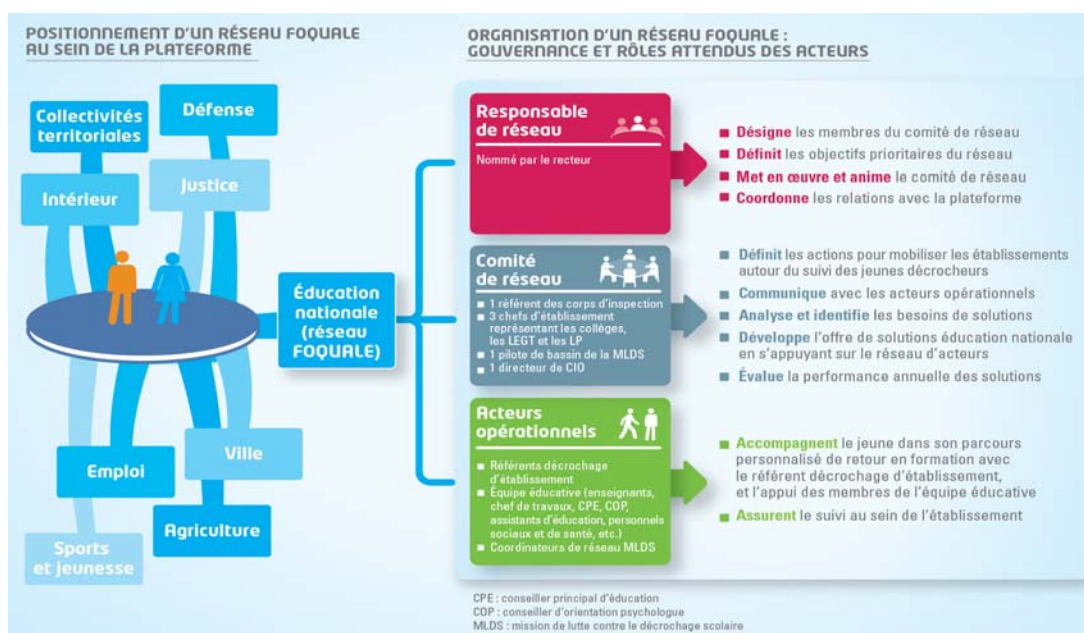 POSITIONNEMENT D'UN RÉSEAU FOQUALE
AU SEIN DE LA PLATEFORME
Collectivités
territoriales
Défense
Intérieur
Justice
Éducation
nationale
(réseau
FOQUALE)
Emploi
Ville
Agriculture
Sports
et jeunesse
ORGANISATION D'UN RÉSEAU FOQUALE :
GOUVERNANCE ET RÔLES ATTENDUS DES ACTEURS
Responsable
de réseau
Nommé par le recteur
■ Désigne les membres du comité de réseau
■ Définit les objectifs prioritaires du réseau
■ Met en œuvre et anime le comité de réseau
■ Coordonne les relations avec la plateforme
Comité
de réseau
■ 1 référent des corps d'inspection
■ 3 chefs d'établissement
représentant les collèges,
les LEGT et les LP
■ 1 pilote de bassin de la MLDS
■ 1 directeur de CIO
■ Définit les actions pour mobiliser les établissements
autour du suivi des jeunes décrocheurs
■ Communique avec les acteurs opérationnels
■ Analyse et identifie les besoins de solutions
■ Développe l'offre de solutions éducation nationale
en s'appuyant sur le réseau d'acteurs
■ Évalue la performance annuelle des solutions
Acteurs
opérationnels
■ Référents décrochage
d'établissement
■ Équipe éducative (enseignants,
chef de travaux, CPE, COP,
assistants d'éducation, personnels
sociaux et de santé, etc.)
■ Coordinateurs de réseau MLDS
■ Accompagnent le jeune dans son parcours
personnalisé de retour en formation avec
le référent décrochage d'établissement,
et l'appui des membres de l'équipe éducative
■ Assurent le suivi au sein de l'établissement
CPE : conseiller principal d'éducation
COP : conseiller d'orientation psychologue
MLDS : mission de lutte contre le décrochage scolaire